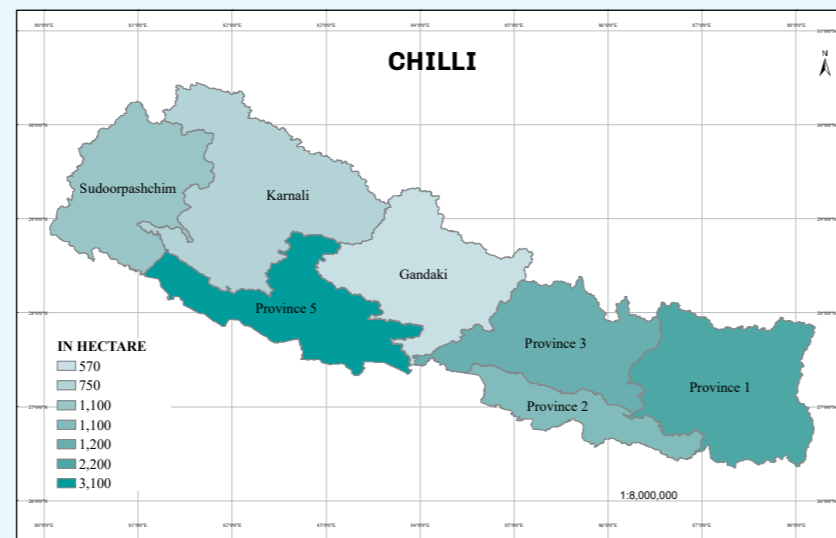 CHILLI
N
Sudoorpashchim
Karnali
Gandaki
Province 5
Province 3
Province 1
Province 2
IN HECTARE
570
750
1,100
1,100
1,200
2,200
3,100
1:8,000,000